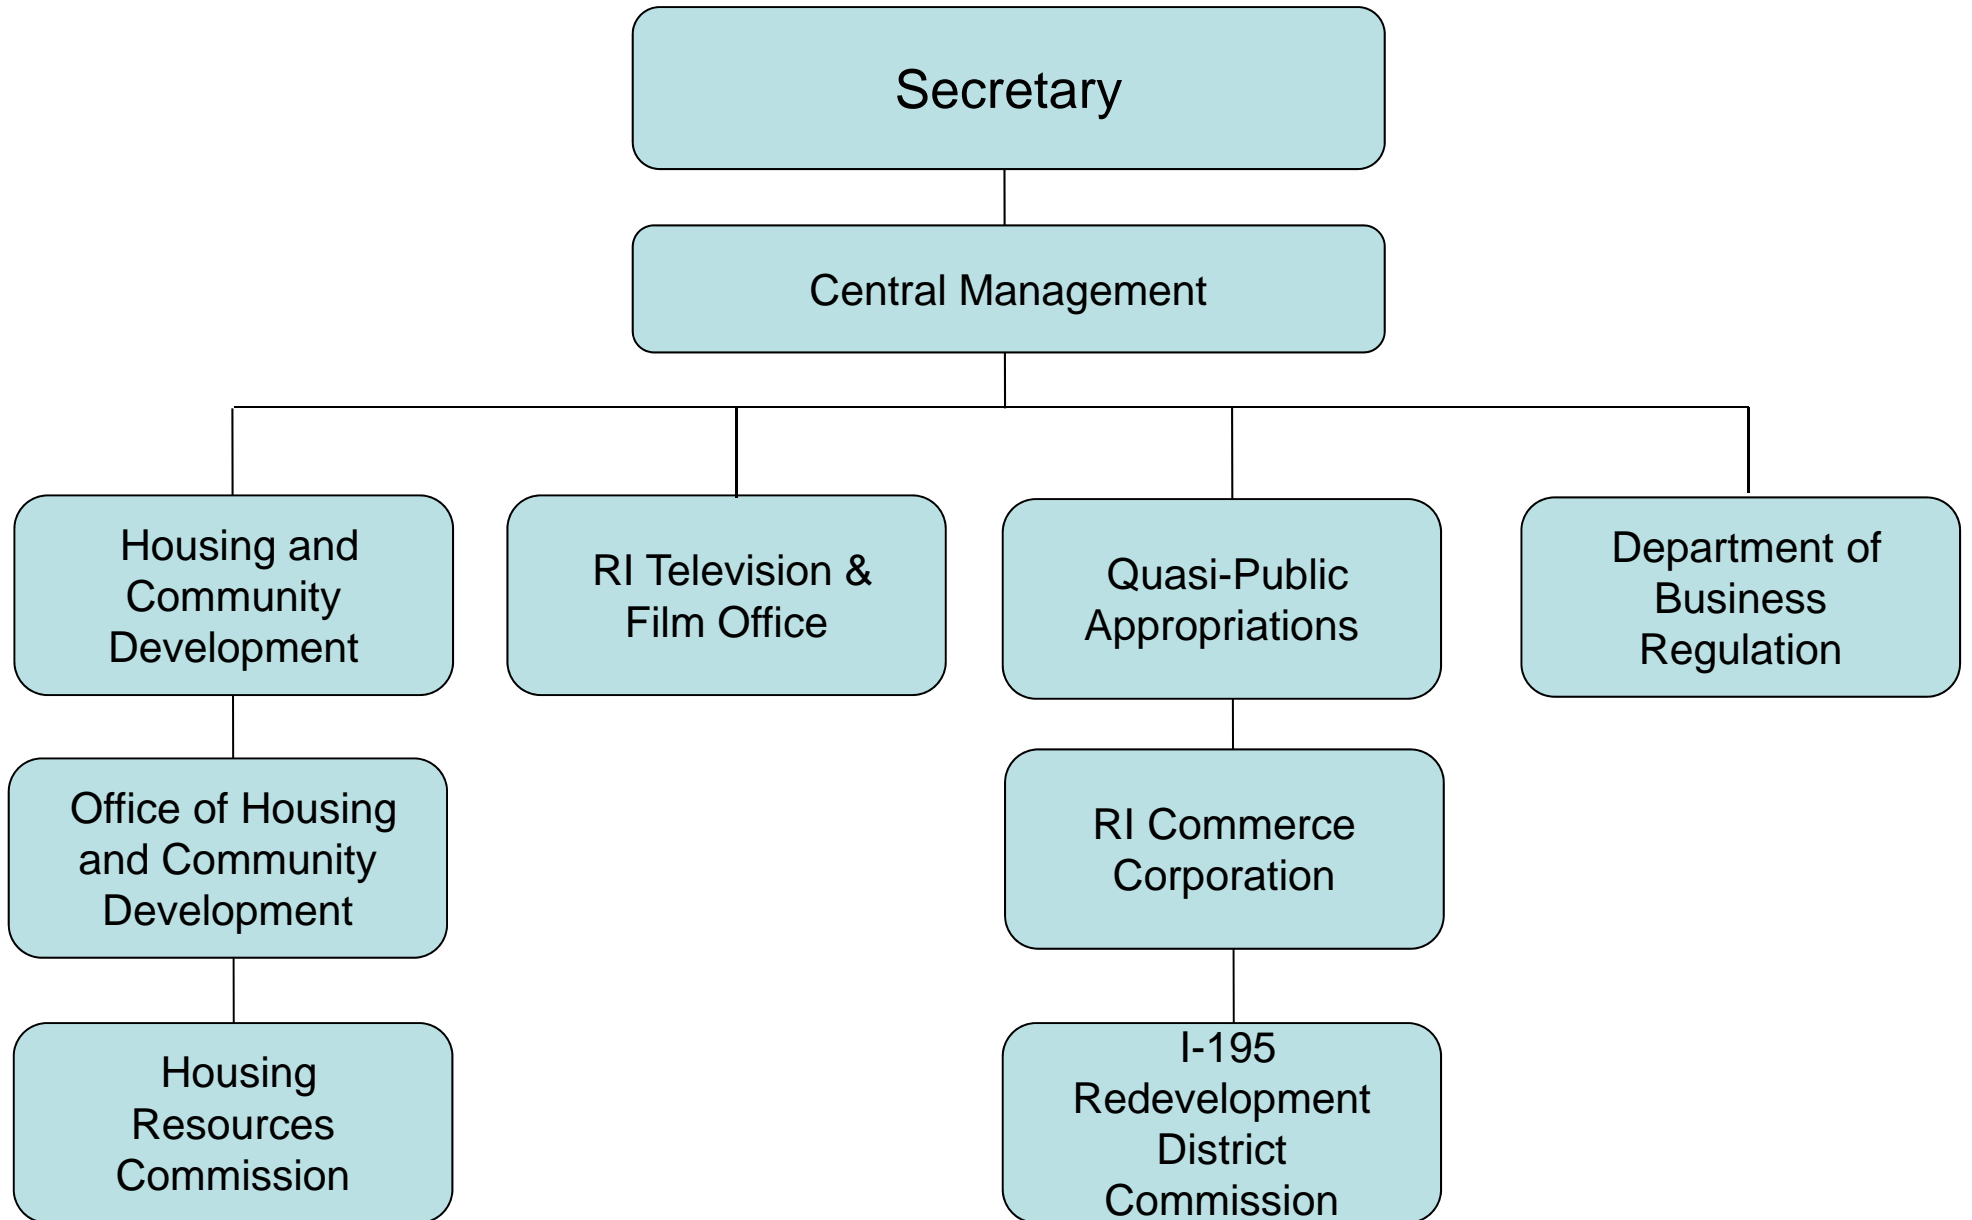 Secretary
Central Management
Housing and
Community
Development
RI Television &
Film Office
Quasi-Public
Appropriations
Department of
Business
Regulation
Office of Housing
and Community
Development
RI Commerce
Corporation
Housing
Resources
Commission
I-195
Redevelopment
District
Commission